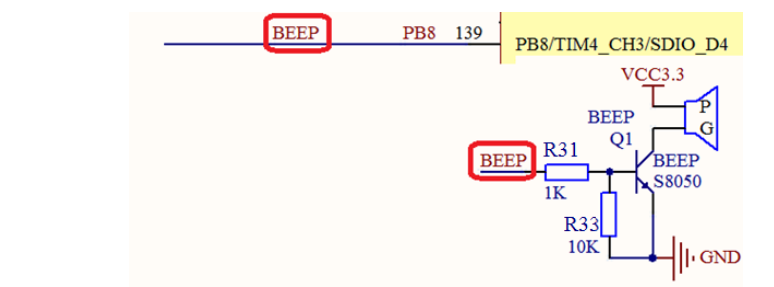 BEEP PB8 139
PB8/TIM4_CH3/SDIO_D4
VCC3.3
P
BEEP
G
Q1
BEEP R31 BEEP
S8050
1K
R33
10K
GND